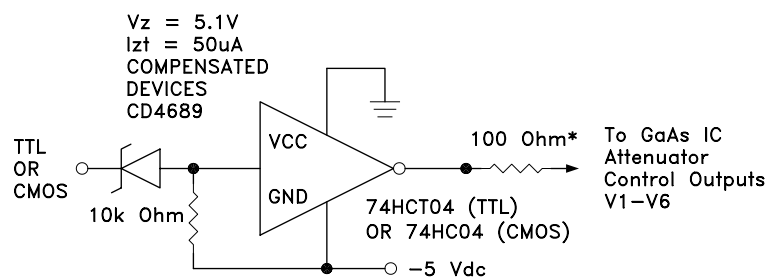 Vz = 5.1V
Izt = 50uA
COMPENSATED
DEVICES
CD4689
TTL
OR
CMOS
10k Ohm
VCC
GND
100 Ohm*
To GaAs IC
Attenuator
Control Outputs
V1-V6
74HCT04 (TTL)
OR 74HC04 (CMOS)
-5 Vdc